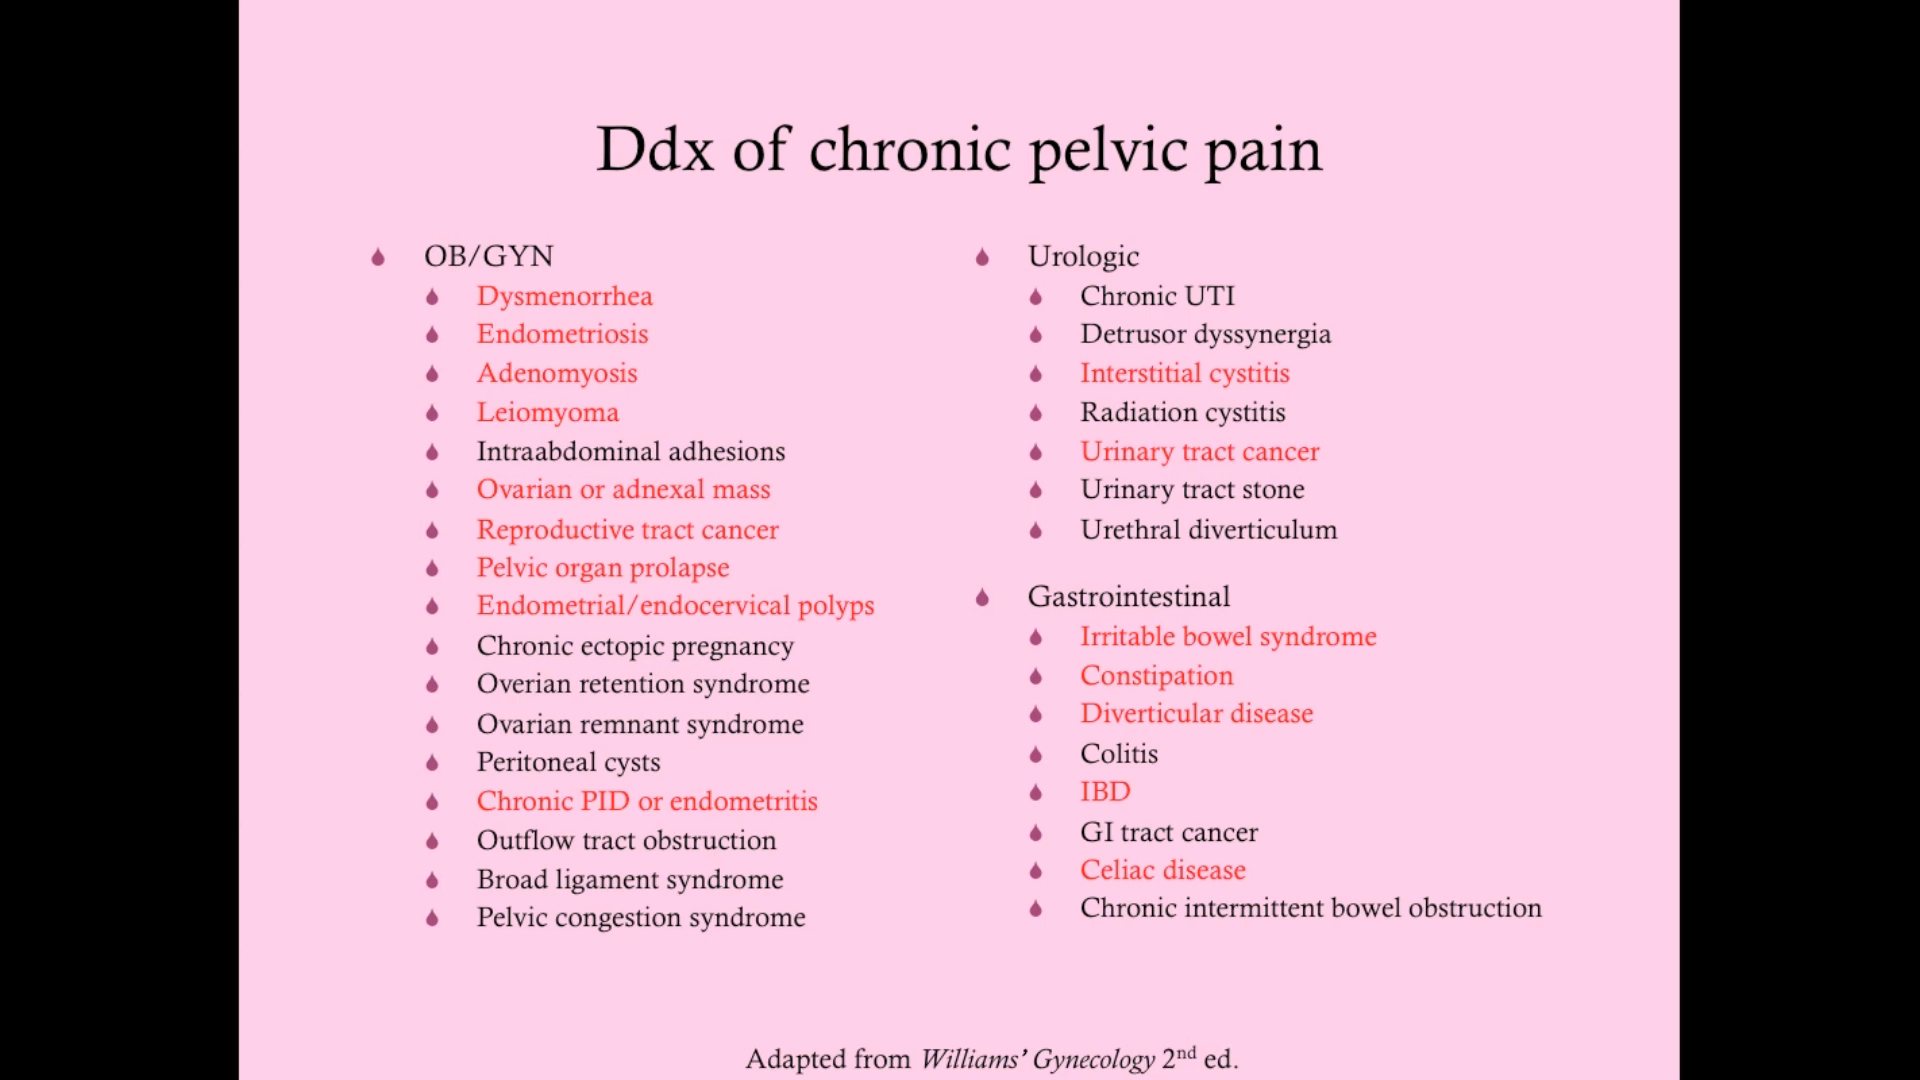 Ddx of chronic pelvic pain
OB/GYN
Dysmenorrhea
Endometriosis
Adenomyosis
Leiomyoma
Intraabdominal adhesions
Ovarian or adnexal mass
Reproductive tract cancer
Pelvic organ prolapse
Endometrial/endocervical polyps
Chronic ectopic pregnancy
Overian retention syndrome
Ovarian remnant syndrome
Peritoneal cysts
Chronic PID or endometritis
Outflow tract obstruction
Broad ligament syndrome
Pelvic congestion syndrome
Urologic
Chronic UTI
Detrusor dyssynergia
Interstitial cystitis
Radiation cystitis
Urinary tract cancer
Urinary tract stone
Urethral diverticulum
Gastrointestinal
Irritable bowel syndrome
Constipation
Diverticular disease
Colitis
IBD
GI tract cancer
Celiac disease
Chronic intermittent bowel obstruction
Adapted from Williams’ Gynecology 2nd ed.